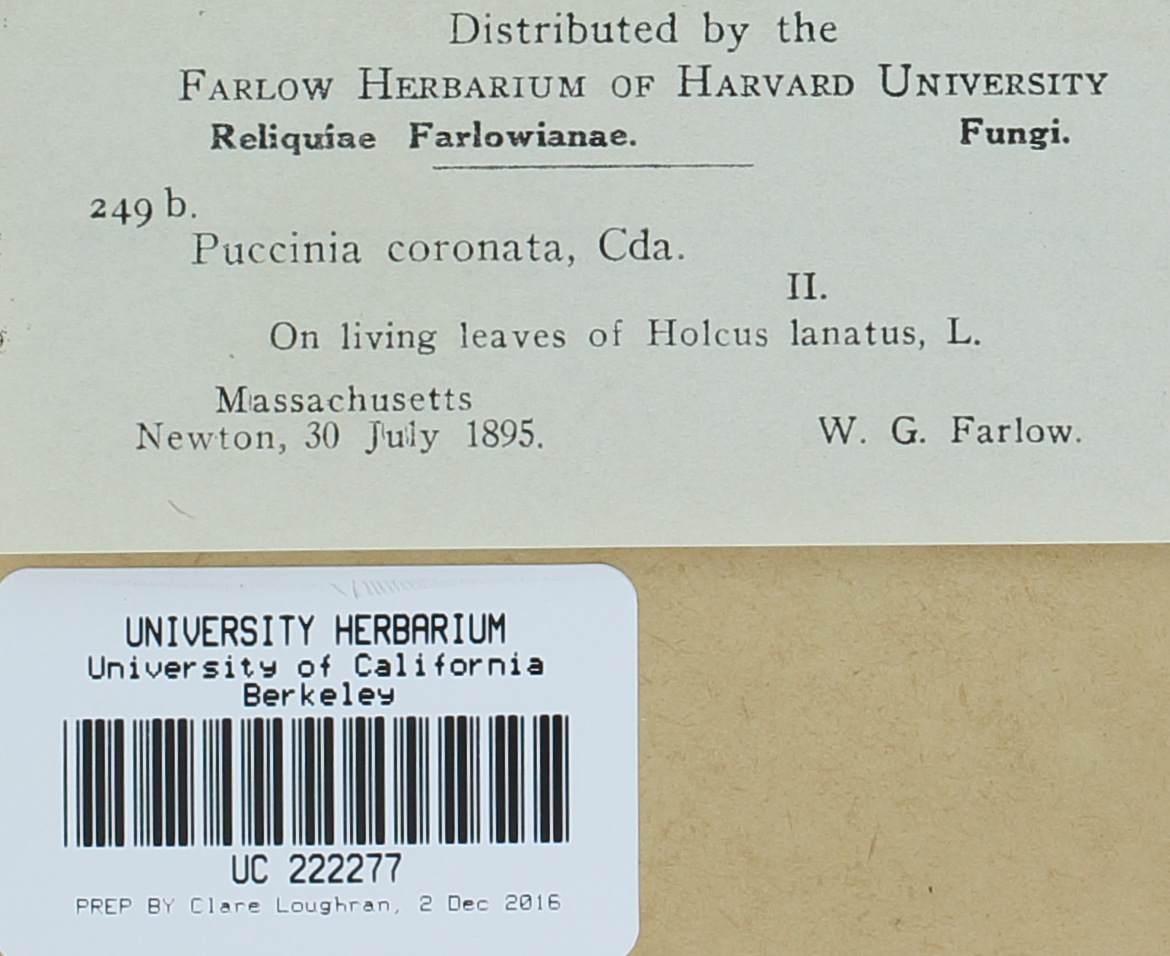 Distributed by the
FARLOW HERBARIUM OF HARVARD UNIVERSITY
Reliquiae Farlowianae. Fungi.
249 b.
Puccinia coronata, Cda.
II.
On living leaves of Holcus lanatus, L.
Massachusetts
Newton, 30 July 1895. W. G. Farlow.
UNIVERSITY HERBARIUM
University of California
Berkeley
UC 222277
PREP BY Clare Loughran, 2 Dec 2016